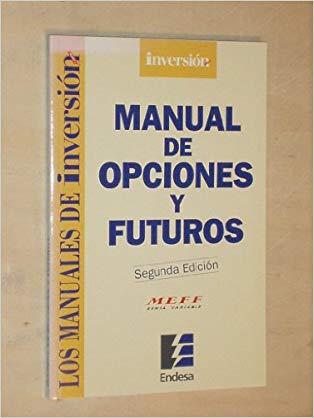 inversión
MANUAL
DE
OPCIONES
Y
FUTUROS
Segunda Edición
MEFF
RENTA VARIABLE
Endesa
LOS MANUALES DE inversión